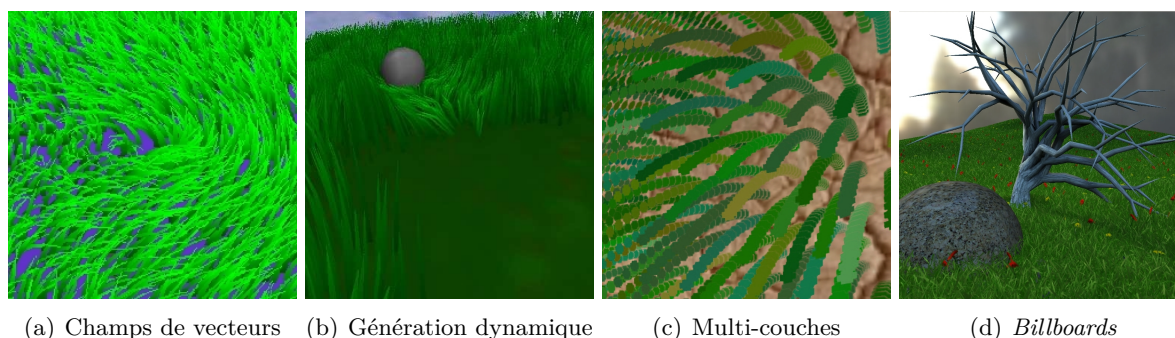 (a) Champs de vecteurs (b) Génération dynamique (c) Multi-couches (d) Billboards